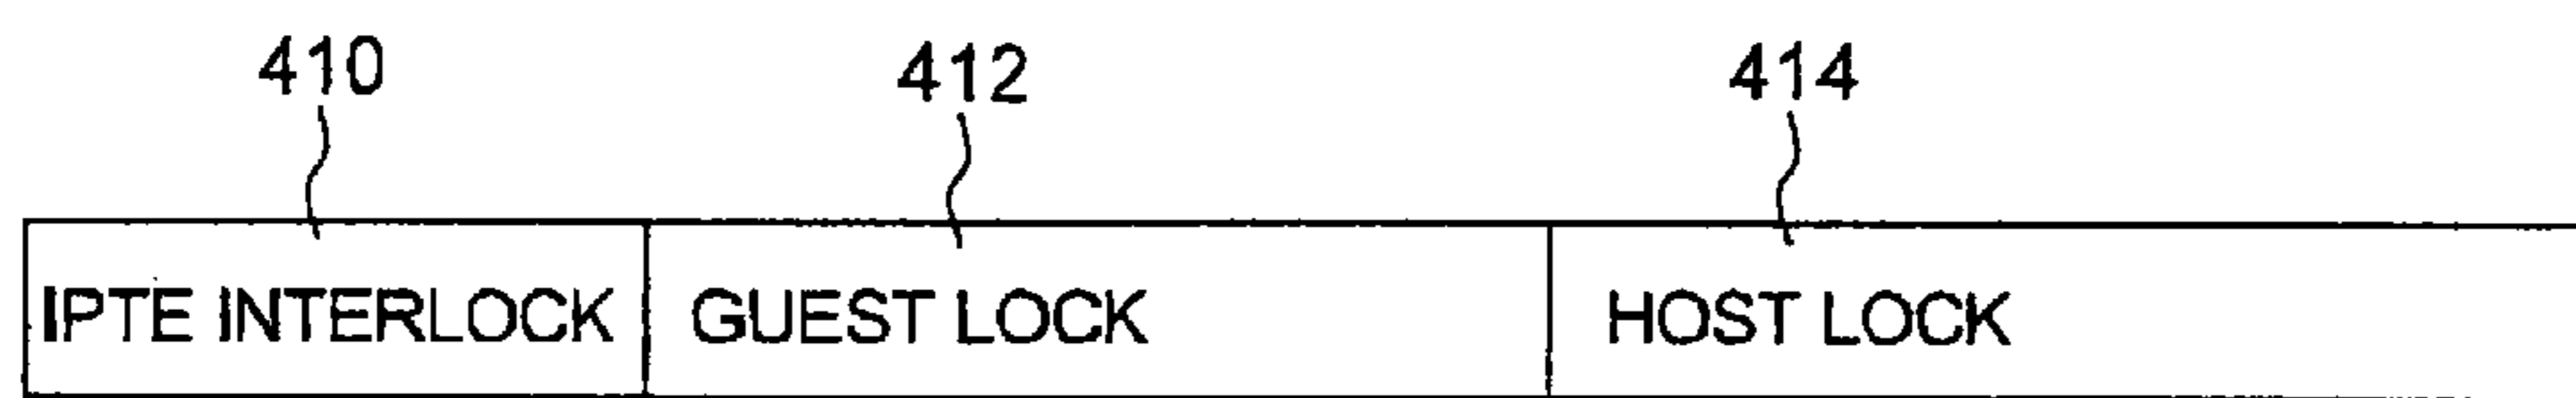 410 412 414
IPTE INTERLOCK GUEST LOCK HOST LOCK